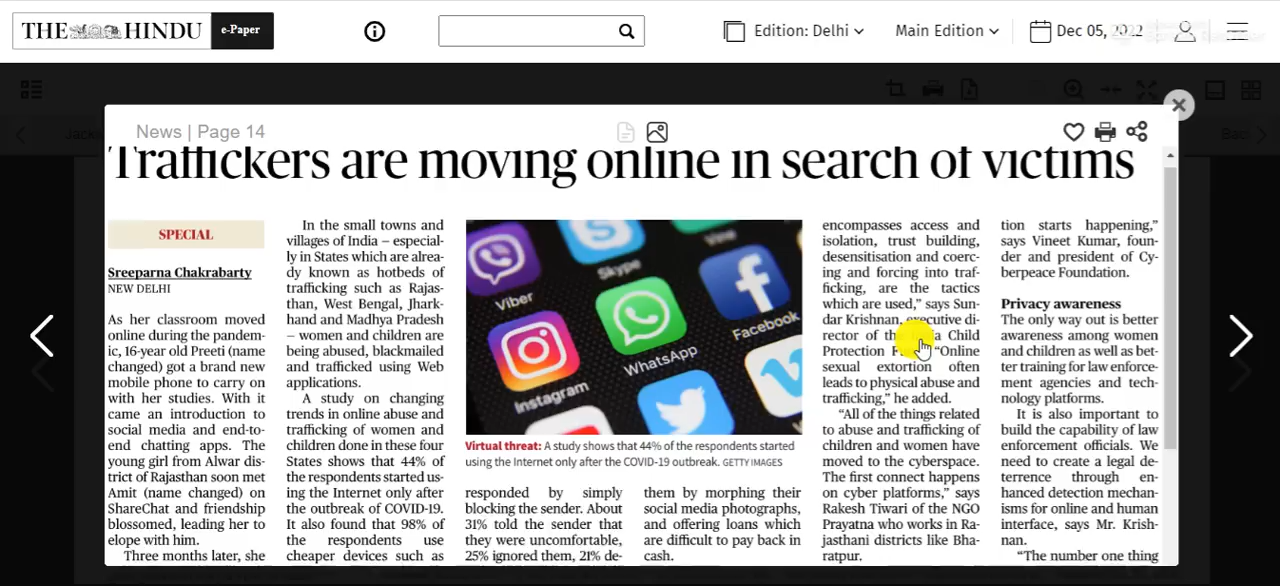 THE HINDU e-Paper
Edition: Delhi
Main Edition
Dec 05, 2022
News | Page 14
Traffickers are moving online in search of victims
SPECIAL
Sreeparna Chakrabarty
NEW DELHI
As her classroom moved
online during the pandem-
ic, 16-year old Preeti (name
changed) got a brand new
mobile phone to carry on
with her studies. With it
came an introduction to
social media and end-to-
end chatting apps. The
young girl from Alwar dis-
trict of Rajasthan soon met
Amit (name changed) on
ShareChat and friendship
blossomed, leading her to
elope with him.
Three months later, she
In the small towns and
villages of India – especial-
ly in States which are alrea-
dy known as hotbeds of
trafficking such as Rajas-
than, West Bengal, Jhark-
hand and Madhya Pradesh
– women and children are
being abused, blackmailed
and trafficked using Web
applications.
A study on changing
trends in online abuse and
trafficking of women and
children done in these four
States shows that 44% of
the respondents started us-
ing the Internet only after
the outbreak of COVID-19.
It also found that 98% of
the respondents use
cheaper devices such as
Viber
Skype
Vine
Instagram
WhatsApp
Facebook
Virtual threat: A study shows that 44% of the respondents started
using the Internet only after the COVID-19 outbreak. GETTY IMAGES
responded by simply
blocking the sender. About
31% told the sender that
they were uncomfortable,
25% ignored them, 21% de-
them by morphing their
social media photographs,
and offering loans which
are difficult to pay back in
cash.
encompasses access and
isolation, trust building,
desensitisation and coerc-
ing and forcing into traf-
ficking, are the tactics
which are used,” says Sun-
dar Krishnan, executive di-
rector of the Child
Protection “Online
sexual extortion often
leads to physical abuse and
trafficking,” he added.
“All of the things related
to abuse and trafficking of
children and women have
moved to the cyberspace.
The first connect happens
on cyber platforms,” says
Rakesh Tiwari of the NGO
Prayatna who works in Ra-
jasthani districts like Bha-
ratpur.
tion starts happening,”
says Vineet Kumar, foun-
der and president of Cy-
berpeace Foundation.
Privacy awareness
The only way out is better
awareness among women
and children as well as bet-
ter training for law enforce-
ment agencies and tech-
nology platforms.
It is also important to
build the capability of law
enforcement officials. We
need to create a legal de-
terrence through en-
hanced detection mechan-
isms for online and human
interface, says Mr. Krish-
nan.
“The number one thing